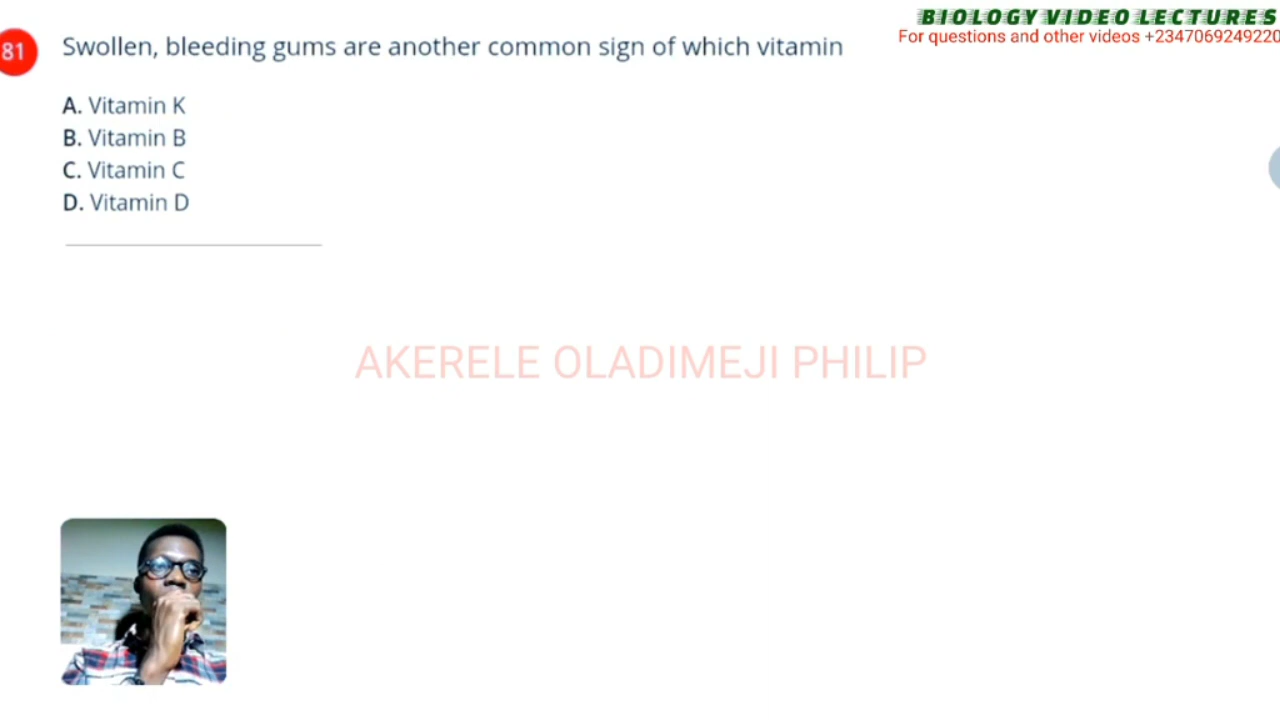 BIOLOGY VIDEO LECTURES
For questions and other videos +2347069249220
81
Swollen, bleeding gums are another common sign of which vitamin
A. Vitamin K
B. Vitamin B
C. Vitamin C
D. Vitamin D
AKERELE OLADIMEJI PHILIP